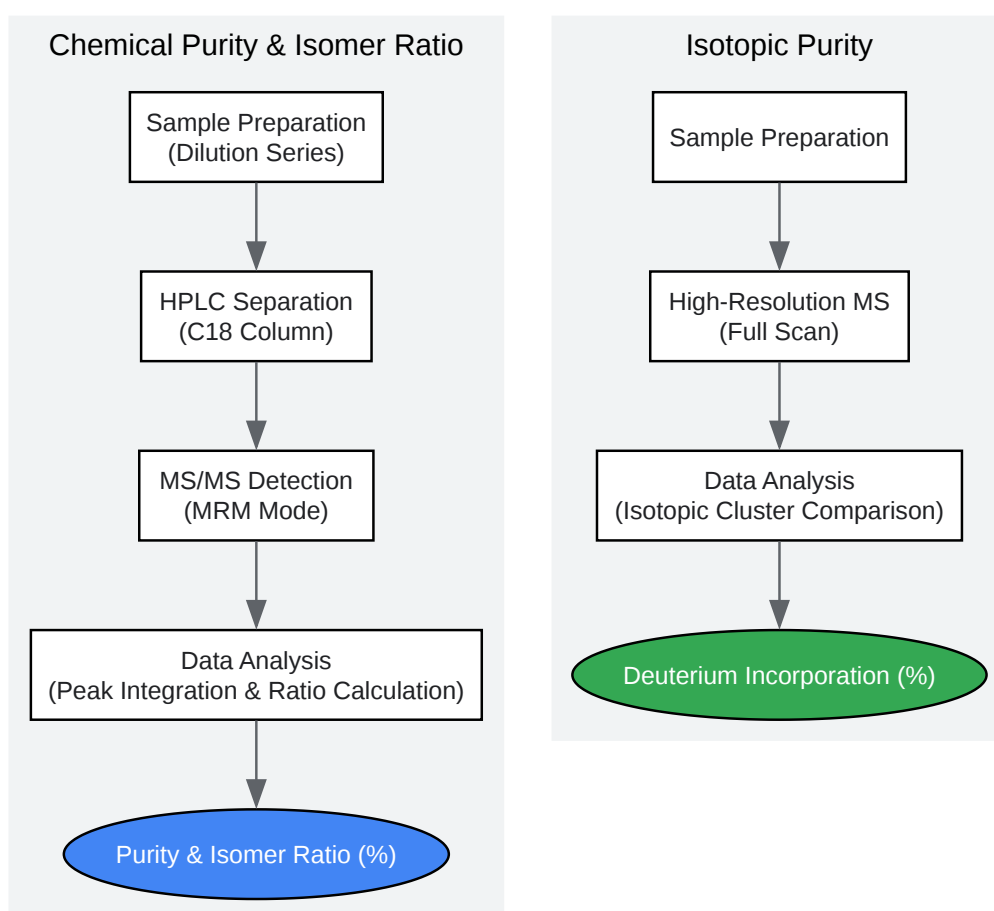 Chemical Purity & Isomer Ratio
Sample Preparation
(Dilution Series)
HPLC Separation
(C18 Column)
MS/MS Detection
(MRM Mode)
Data Analysis
(Peak Integration & Ratio Calculation)
Purity & Isomer Ratio (%)
Isotopic Purity
Sample Preparation
High-Resolution MS
(Full Scan)
Data Analysis
(Isotopic Cluster Comparison)
Deuterium Incorporation (%)